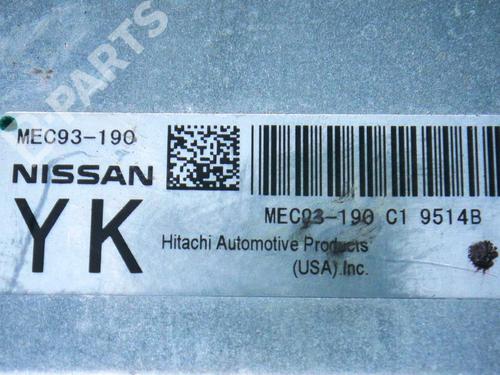 B-PARTS
MEC93-190
NISSAN
YK
MEC93-190 C1 9514B
Hitachi Automotive Products
(USA).Inc.